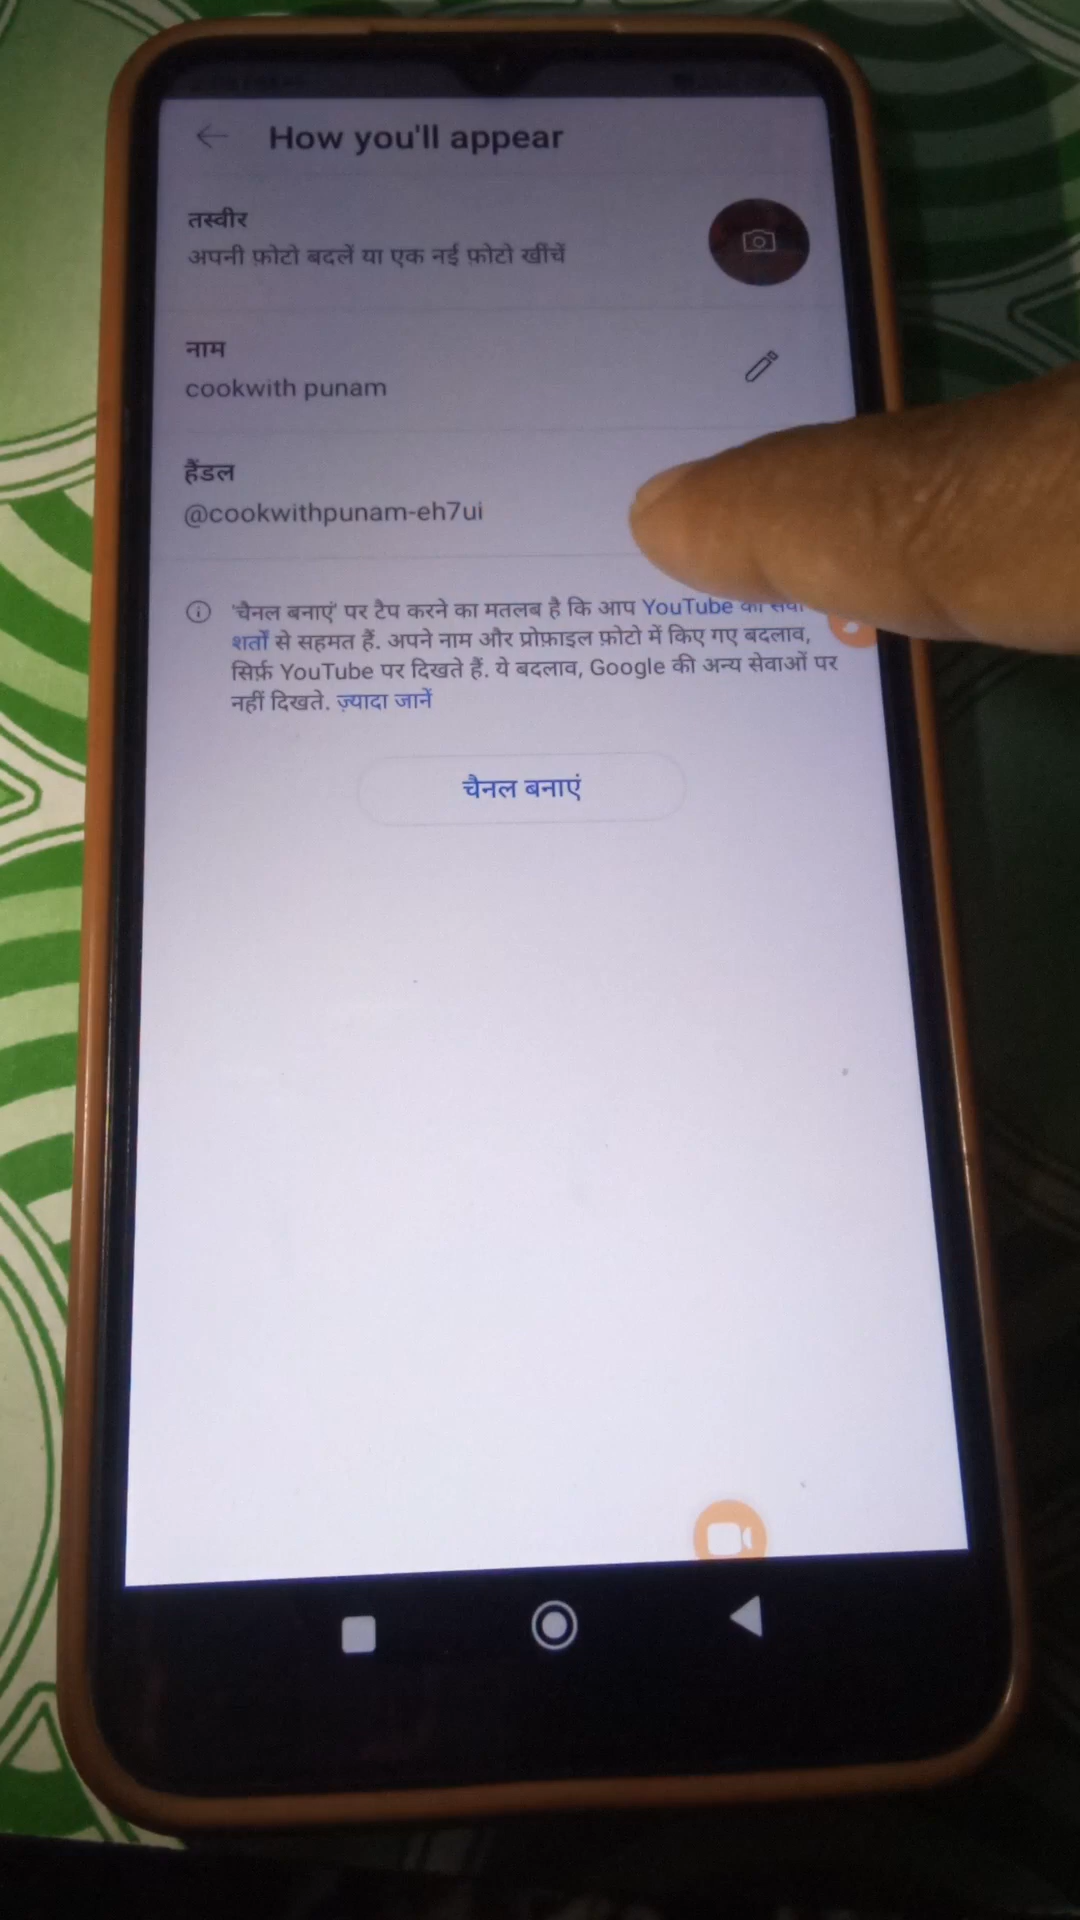 How you'll appear
तस्वीर
अपनी फ़ोटो बदलें या एक नई फ़ोटो खींचें
नाम
cookwith punam
हैंडल
@cookwithpunam-eh7ui
'चैनल बनाएं' पर टैप करने का मतलब है कि आप YouTube की सेवा
शर्तों से सहमत हैं. अपने नाम और प्रोफ़ाइल फ़ोटो में किए गए बदलाव,
सिर्फ़ YouTube पर दिखते हैं. ये बदलाव, Google की अन्य सेवाओं पर
नहीं दिखते. ज़्यादा जानें
चैनल बनाएं